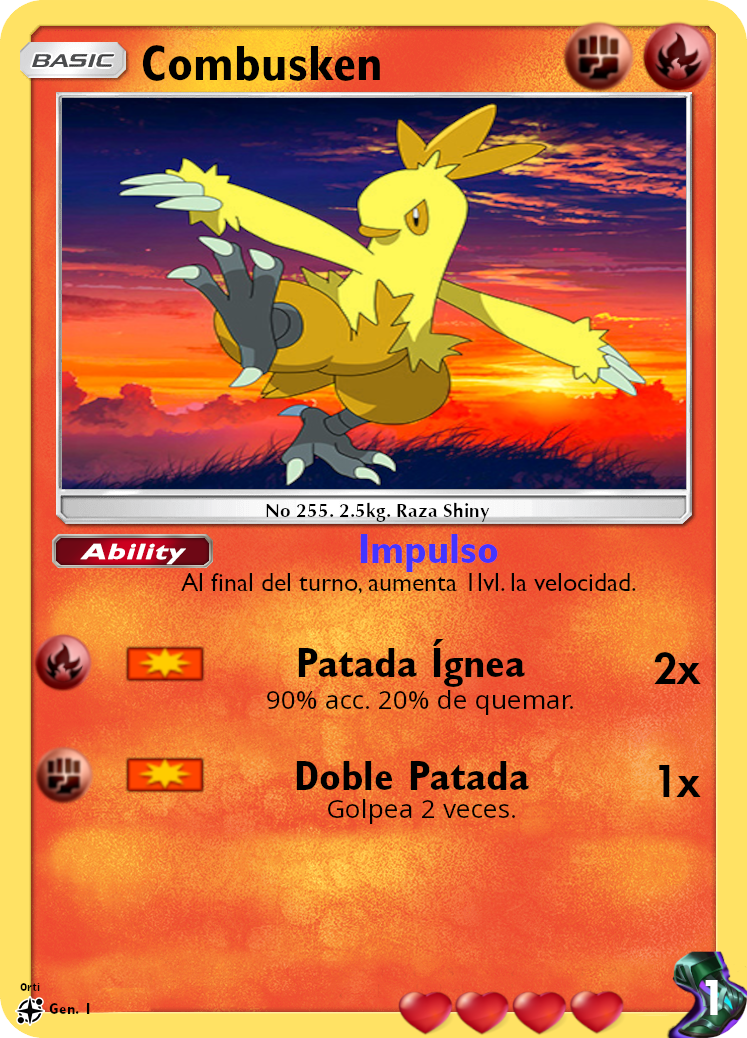 BASIC
Combusken
No 255. 2.5kg. Raza Shiny
Ability
Impulso
Al final del turno, aumenta 1lvl. la velocidad.
Patada Ígnea
2x
90% acc. 20% de quemar.
Doble Patada
1x
Golpea 2 veces.
Orti
Gen. I
1